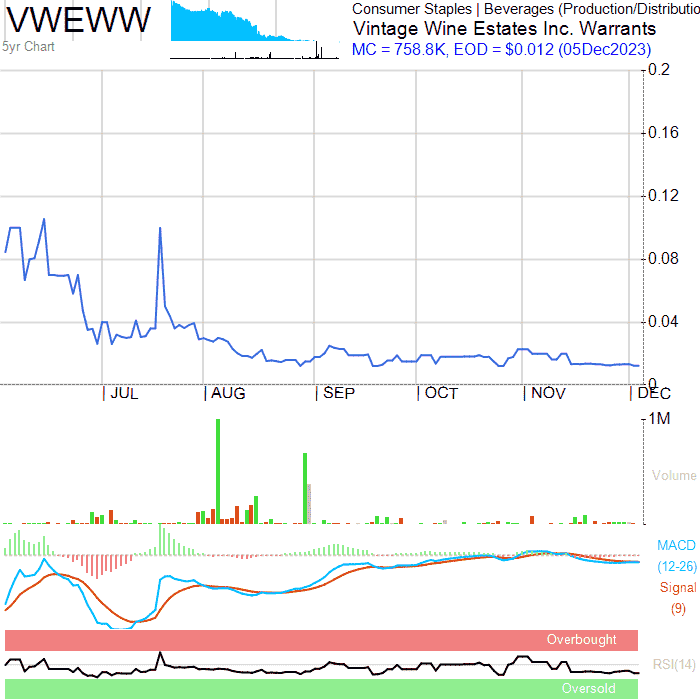 VWEWW
5yr Chart
Consumer Staples | Beverages (Production/Distributio
Vintage Wine Estates Inc. Warrants
MC = 758.8K, EOD = $0.012 (05Dec2023)
0.2
0.16
0.12
0.08
0.04
0
| JUL | AUG | SEP | OCT | NOV | DEC
1M
Volume
MACD
(12-26)
Signal
(9)
Overbought
RSI(14)
Oversold